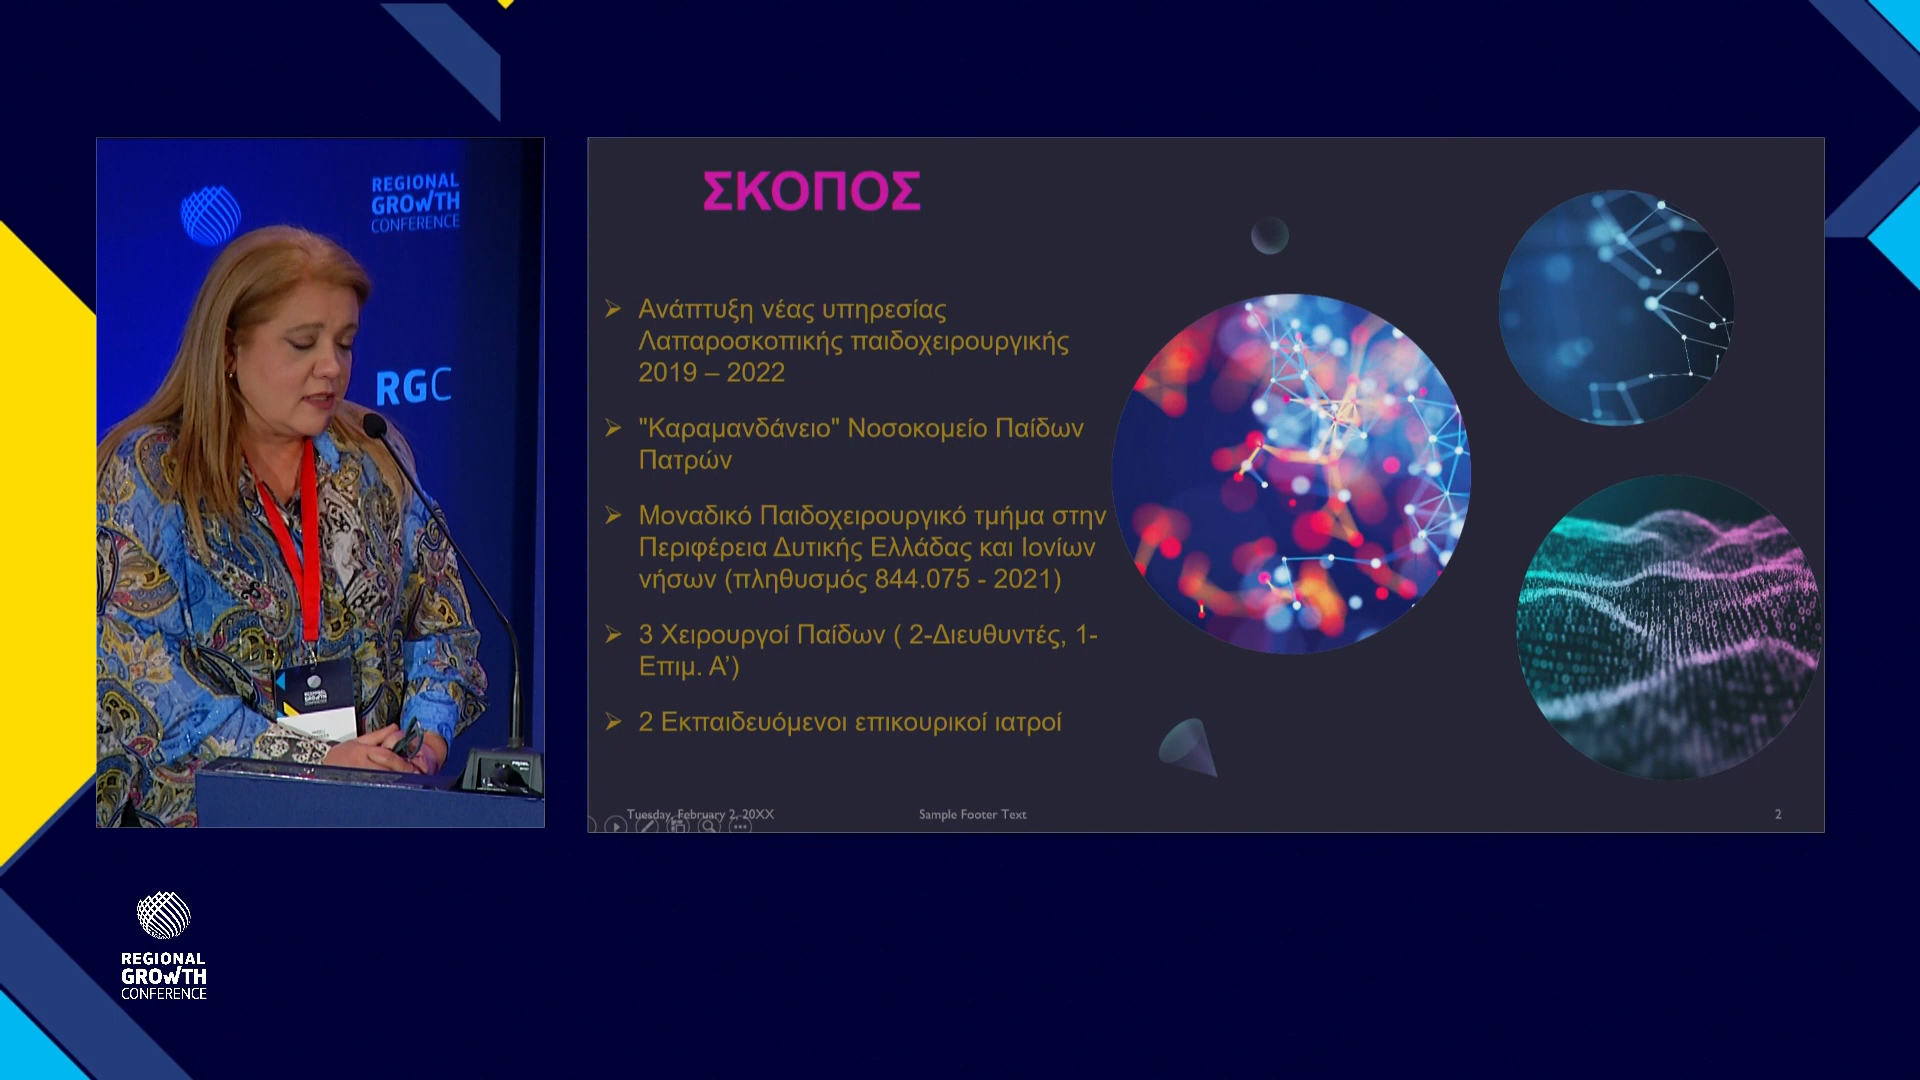 REGIONAL
GROWTH
CONFERENCE
RGC
ΣΚΟΠΟΣ
Ανάπτυξη νέας υπηρεσίας
Λαπαροσκοπικής παιδοχειρουργικής
2019 – 2022
"Καραμανδάνειο" Νοσοκομείο Παίδων
Πατρών
Μοναδικό Παιδοχειρουργικό τμήμα στην
Περιφέρεια Δυτικής Ελλάδας και Ιονίων
νήσων (πληθυσμός 844.075 - 2021)
3 Χειρουργοί Παίδων ( 2-Διευθυντές, 1-
Επιμ. Α’)
2 Εκπαιδευόμενοι επικουρικοί ιατροί
Tuesday, February 2, 20XX
Sample Footer Text
2
REGIONAL
GROWTH
CONFERENCE